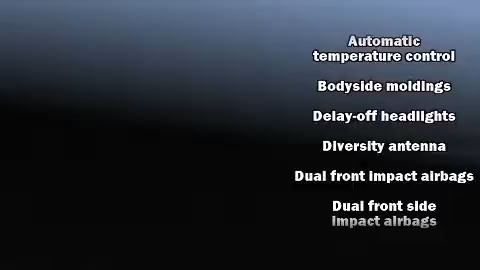 Automatic
temperature control
Bodyside moldings
Delay-off headlights
Diversity antenna
Dual front impact airbags
Dual front side
impact airbags